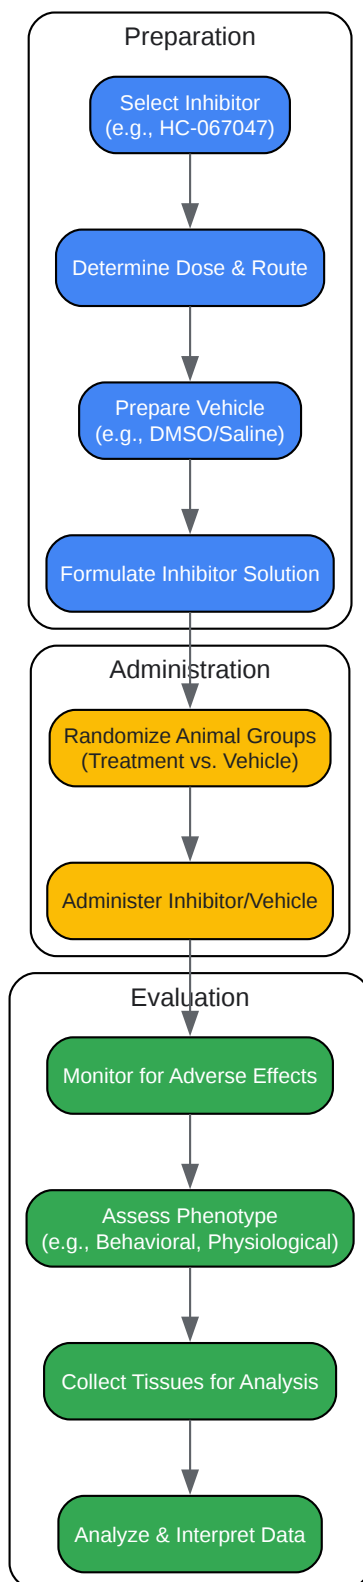 Preparation
Select Inhibitor
(e.g., HC-067047)
Determine Dose & Route
Prepare Vehicle
(e.g., DMSO/Saline)
Formulate Inhibitor Solution
Administration
Randomize Animal Groups
(Treatment vs. Vehicle)
Administer Inhibitor/Vehicle
Evaluation
Monitor for Adverse Effects
Assess Phenotype
(e.g., Behavioral, Physiological)
Collect Tissues for Analysis
Analyze & Interpret Data